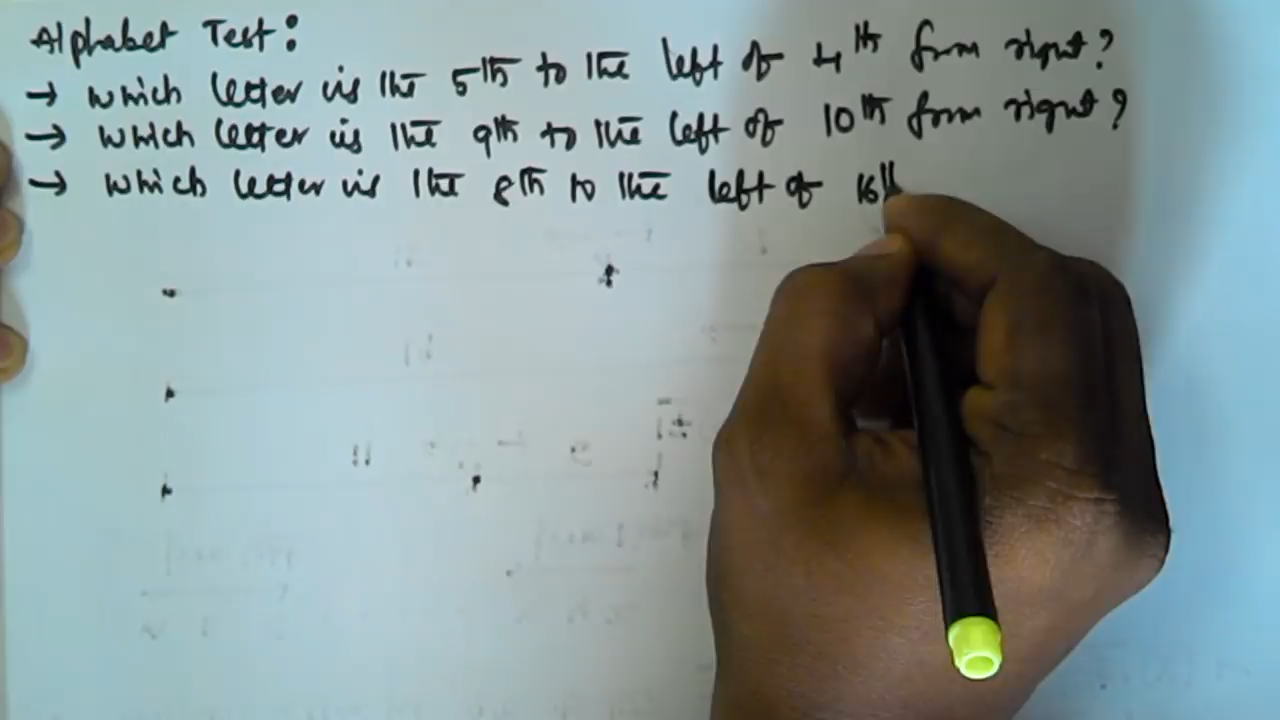 Alphabet Test:
→ which letter is the 5th to the left of 4th from right?
→ which letter is the 9th to the left of 10th from right?
→ which letter is the 8th to the left of 16th